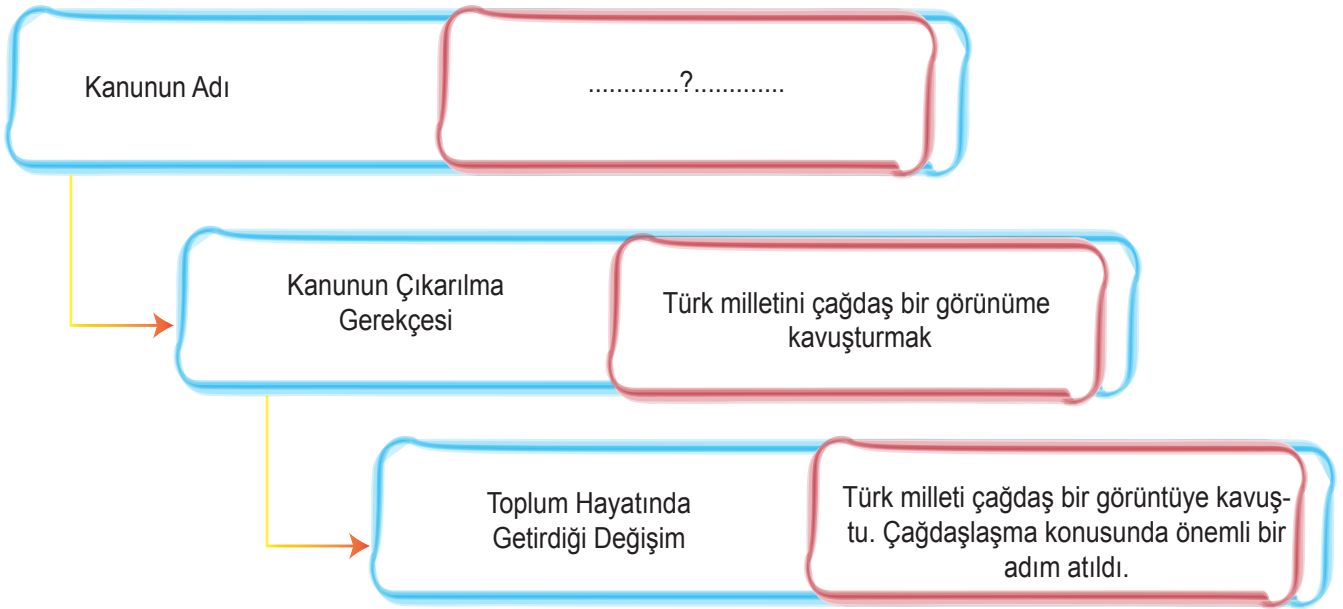 Kanunun Adı
.............?.............
Kanunun Çıkarılma
Gerekçesi
Türk milletini çağdaş bir görünüme
kavuşturmak
Toplum Hayatında
Getirdiği Değişim
Türk milleti çağdaş bir görüntüye kavuş-
tu. Çağdaşlaşma konusunda önemli bir
adım atıldı.